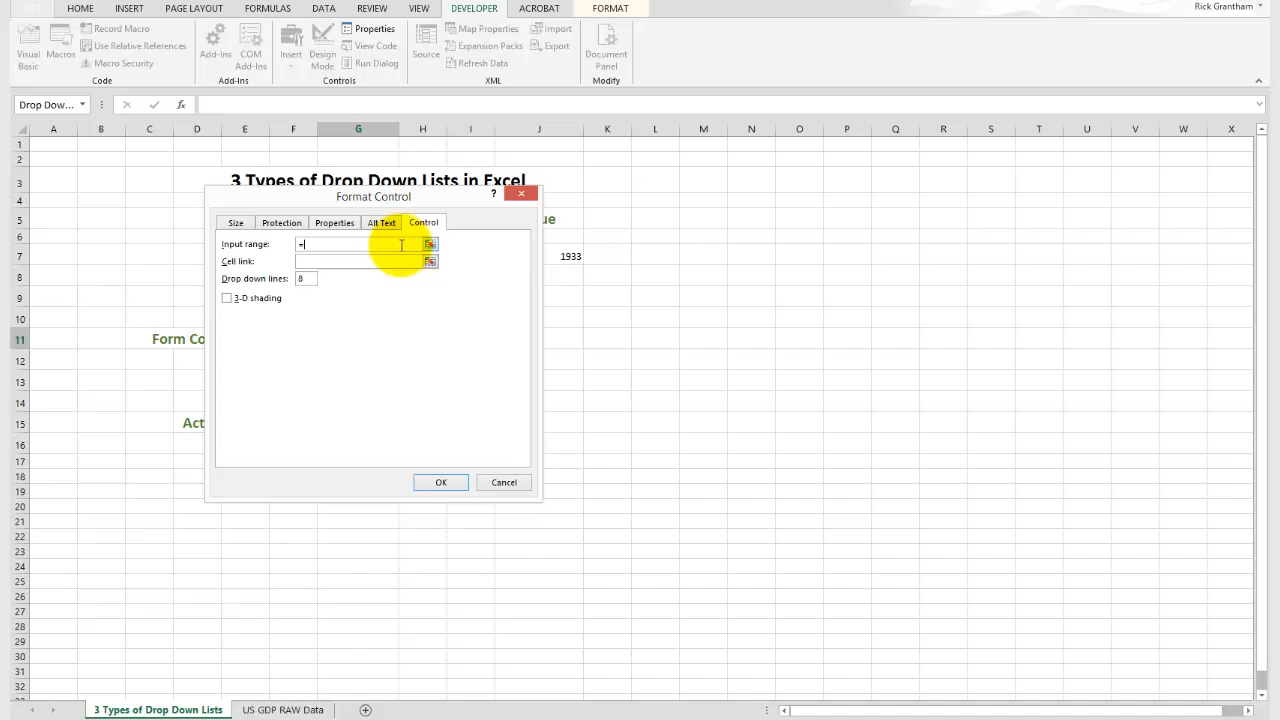 HOME INSERT PAGE LAYOUT FORMULAS DATA REVIEW VIEW DEVELOPER ACROBAT FORMAT Rick Grantham
Visual Basic
Macros
Record Macro
Use Relative References
Macro Security
Code
Add-Ins
COM Add-Ins
Add-Ins
Insert
Design Mode
Properties
View Code
Run Dialog
Controls
Source
Map Properties
Expansion Packs
Refresh Data
Import
Export
XML
Document Panel
Modify
Drop Dow... fx
A B C D E F G H I J K L M N O P Q R S T U V W X
1
2
3 3 Types of Drop Down Lists in Excel
4
5 ue
6
7 1933
8
9
10
11 Form Co
12
13
14
15 Act
16
17
18
19
20
21
22
23
24
25
26
27
28
29
30
31
32
Format Control ?
Size Protection Properties Alt Text Control
Input range: =
Cell link:
Drop down lines: 8
3-D shading
OK Cancel
3 Types of Drop Down Lists US GDP RAW Data